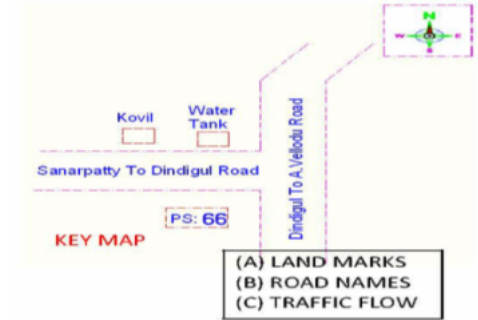 N
W E
S
Kovil
Water
Tank
Sanarpatty To Dindigul Road
Dindigul To A.Vellodu Road
PS: 66
KEY MAP
(A) LAND MARKS
(B) ROAD NAMES
(C) TRAFFIC FLOW